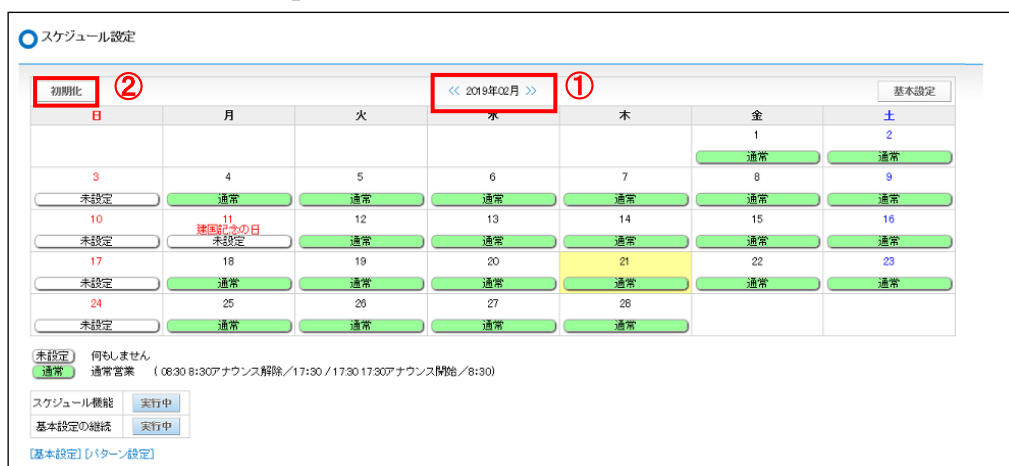 スケジュール設定
初期化 ② << 2019年02月 >> ① 基本設定
日 月 火 水 木 金 土
1 2
通常 通常
3 4 5 6 7 8 9
未設定 通常 通常 通常 通常 通常 通常
10 11 12 13 14 15 16
建国記念の日
未設定 未設定 通常 通常 通常 通常 通常
17 18 19 20 21 22 23
未設定 通常 通常 通常 通常 通常 通常
24 25 26 27 28
未設定 通常 通常 通常 通常
未設定 何もしません
通常 通常営業 ( 08:30 8:30アナウンス解除／17:30 / 17:30 17:30アナウンス開始／8:30)
スケジュール機能 実行中
基本設定の継続 実行中
[基本設定] [パターン設定]